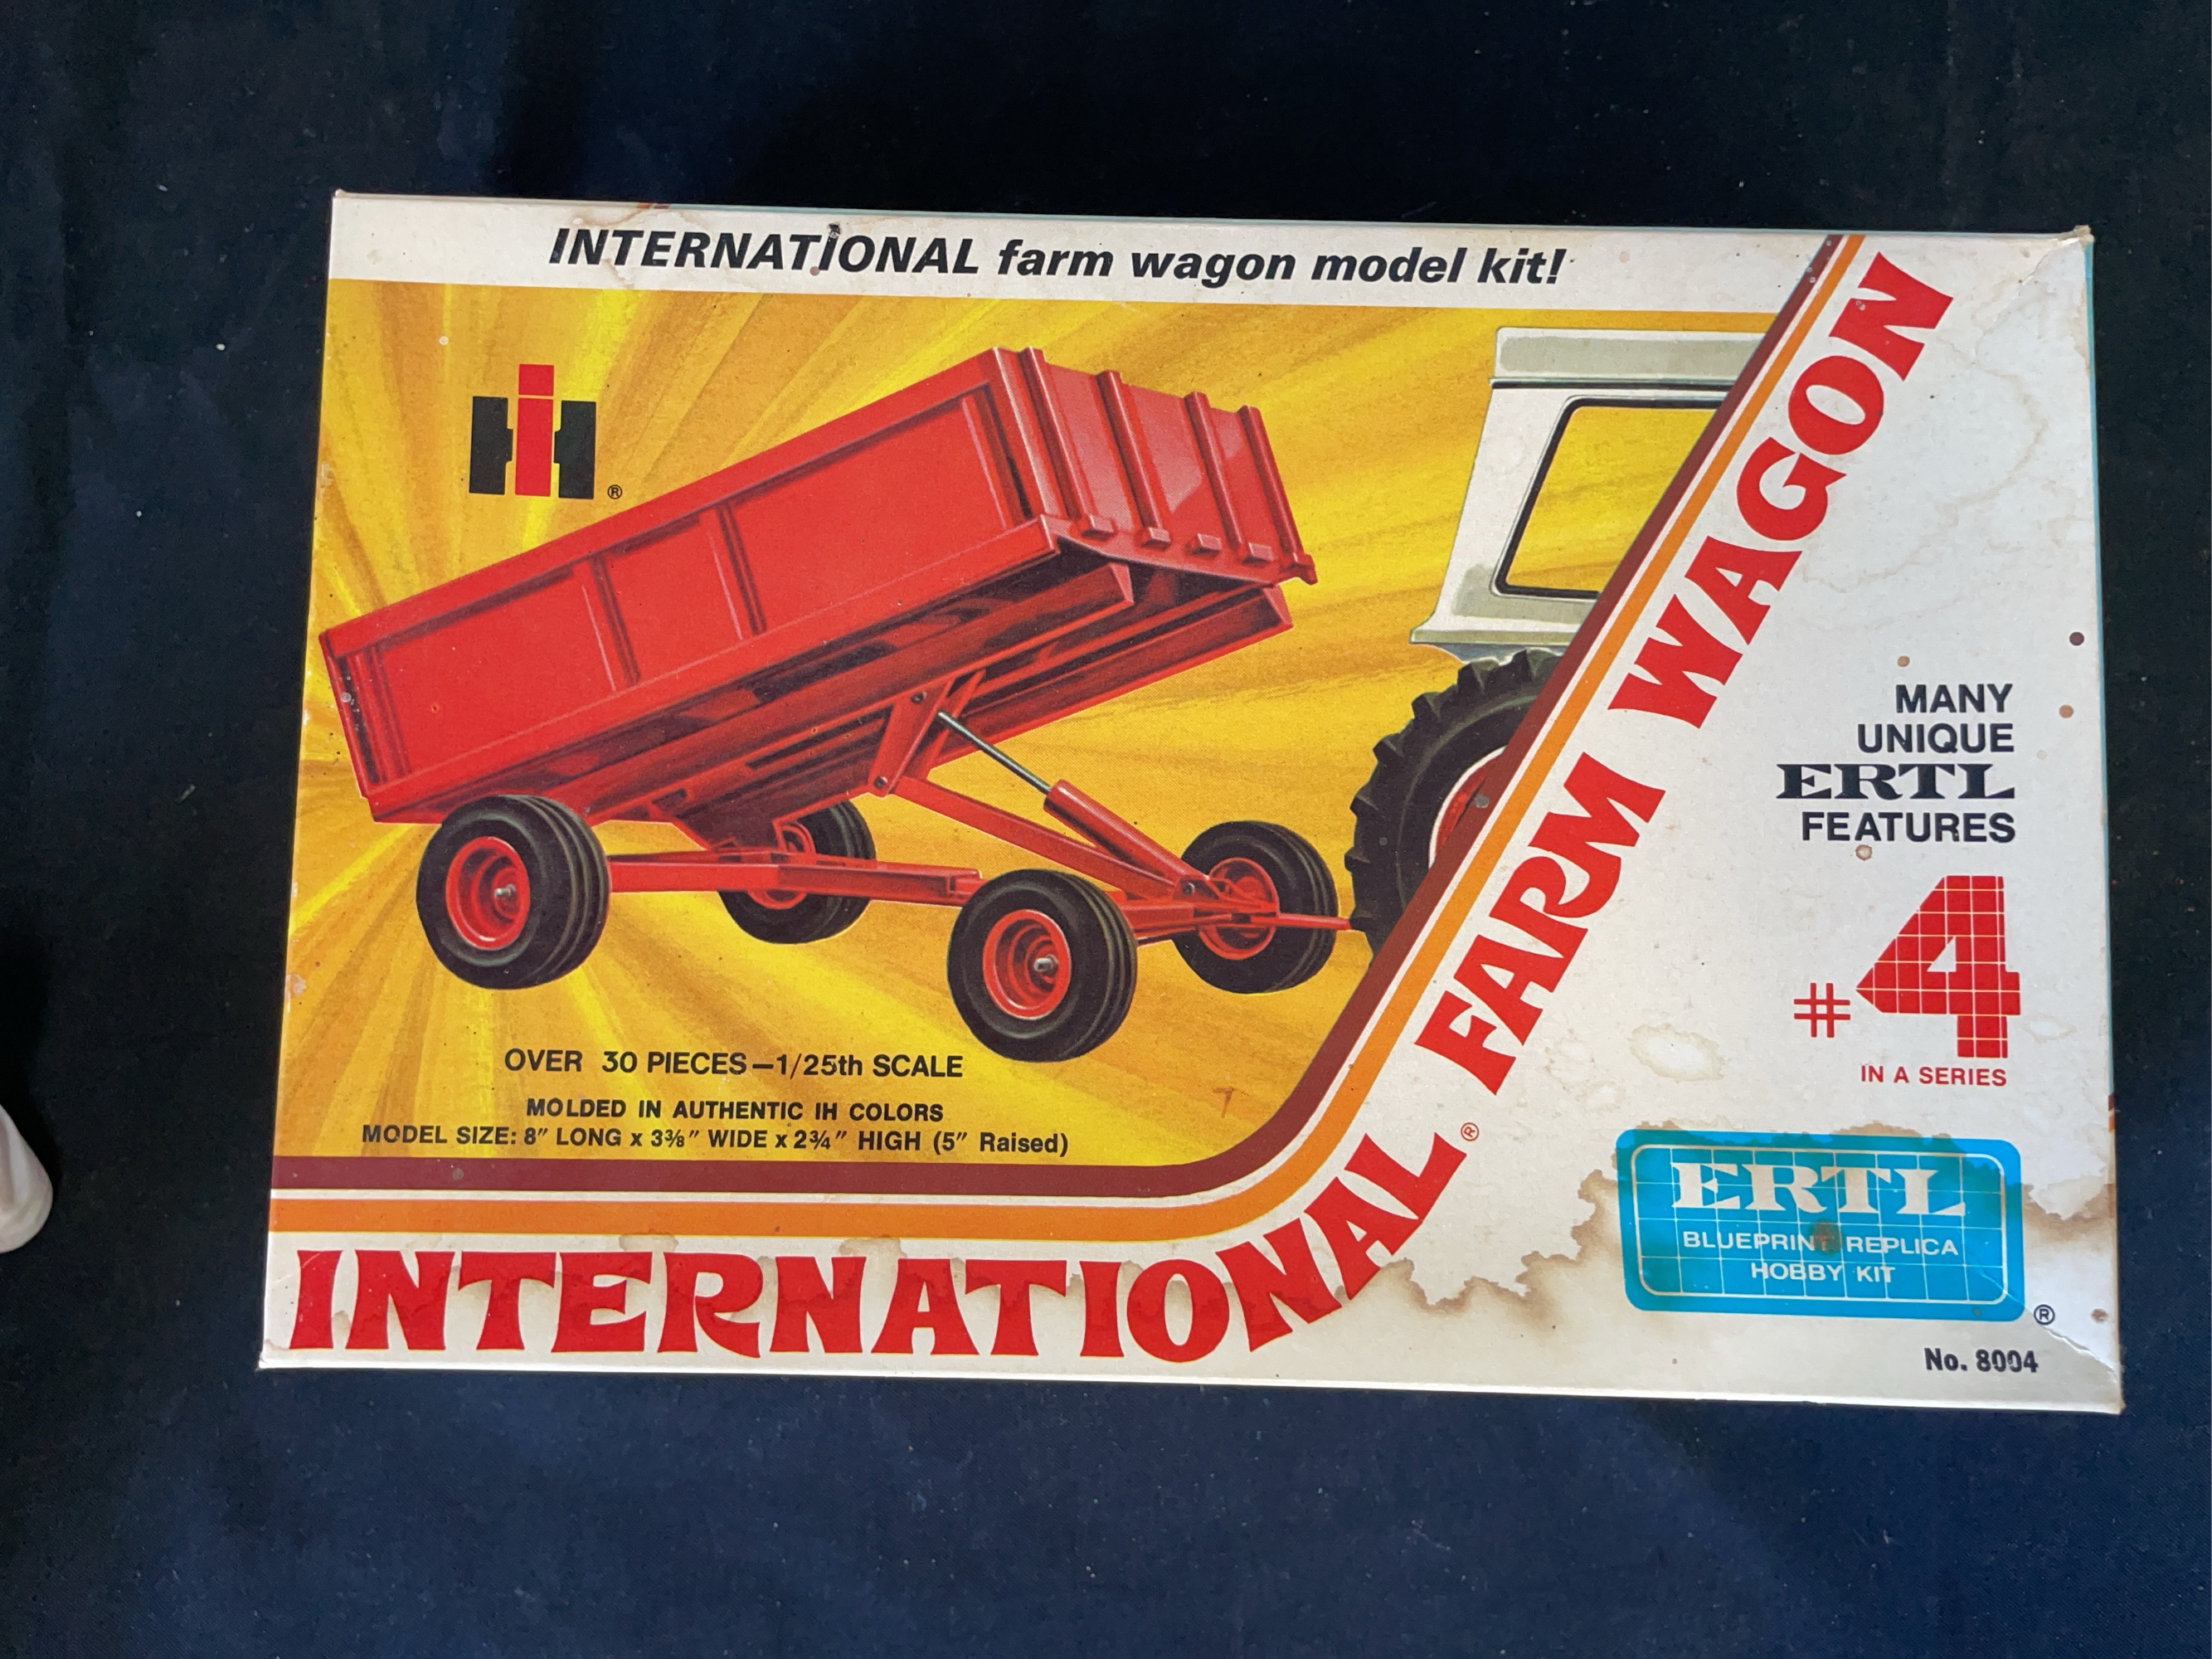 INTERNATIONAL farm wagon model kit!
IH ®
OVER 30 PIECES—1/25th SCALE
MOLDED IN AUTHENTIC IH COLORS
MODEL SIZE: 8″ LONG x 3⅜″ WIDE x 2¾″ HIGH (5″ Raised)
INTERNATIONAL® FARM WAGON
MANY
UNIQUE
ERTL
FEATURES
#4
IN A SERIES
ERTL
BLUEPRINT REPLICA
HOBBY KIT
®
No. 8004